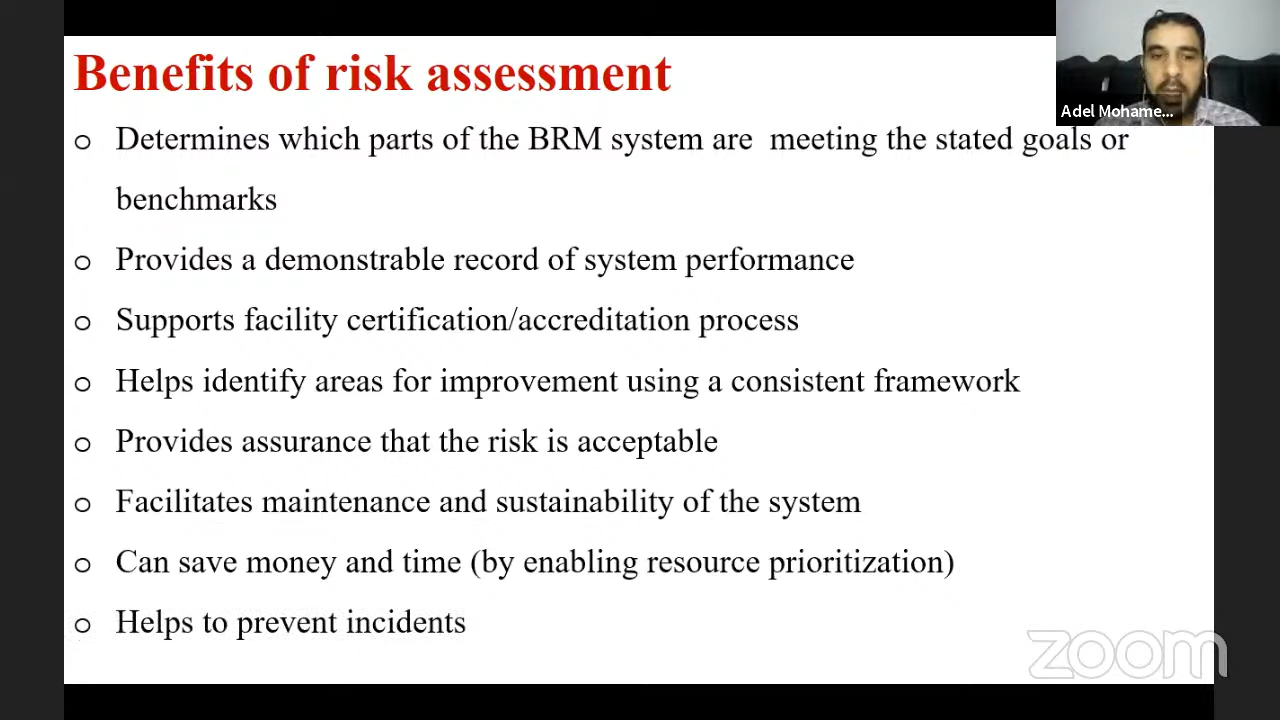 Benefits of risk assessment
Adel Mohame...
o Determines which parts of the BRM system are meeting the stated goals or
benchmarks
o Provides a demonstrable record of system performance
o Supports facility certification/accreditation process
o Helps identify areas for improvement using a consistent framework
o Provides assurance that the risk is acceptable
o Facilitates maintenance and sustainability of the system
o Can save money and time (by enabling resource prioritization)
o Helps to prevent incidents
zoom